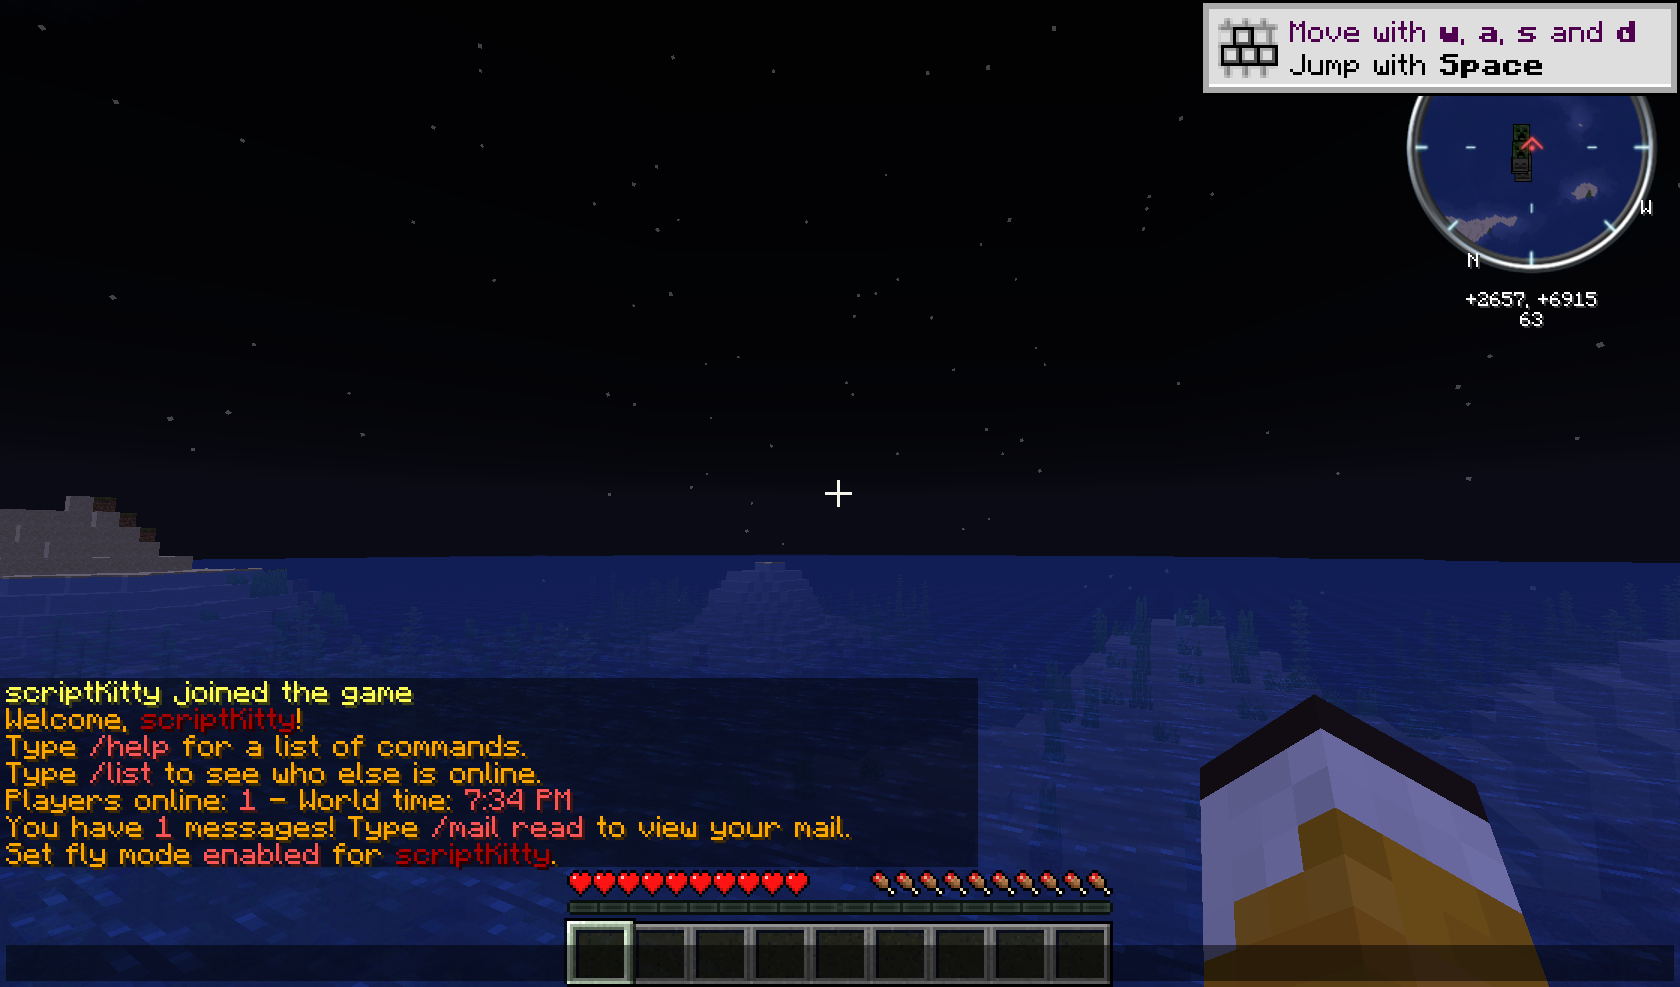 Move with w, a, s and d
Jump with Space
W
N
+2657, +6915
63
scriptKitty joined the game
Welcome, scriptKitty!
Type /help for a list of commands.
Type /list to see who else is online.
Players online: 1 - World time: 7:34 PM
You have 1 messages! Type /mail read to view your mail.
Set fly mode enabled for scriptKitty.